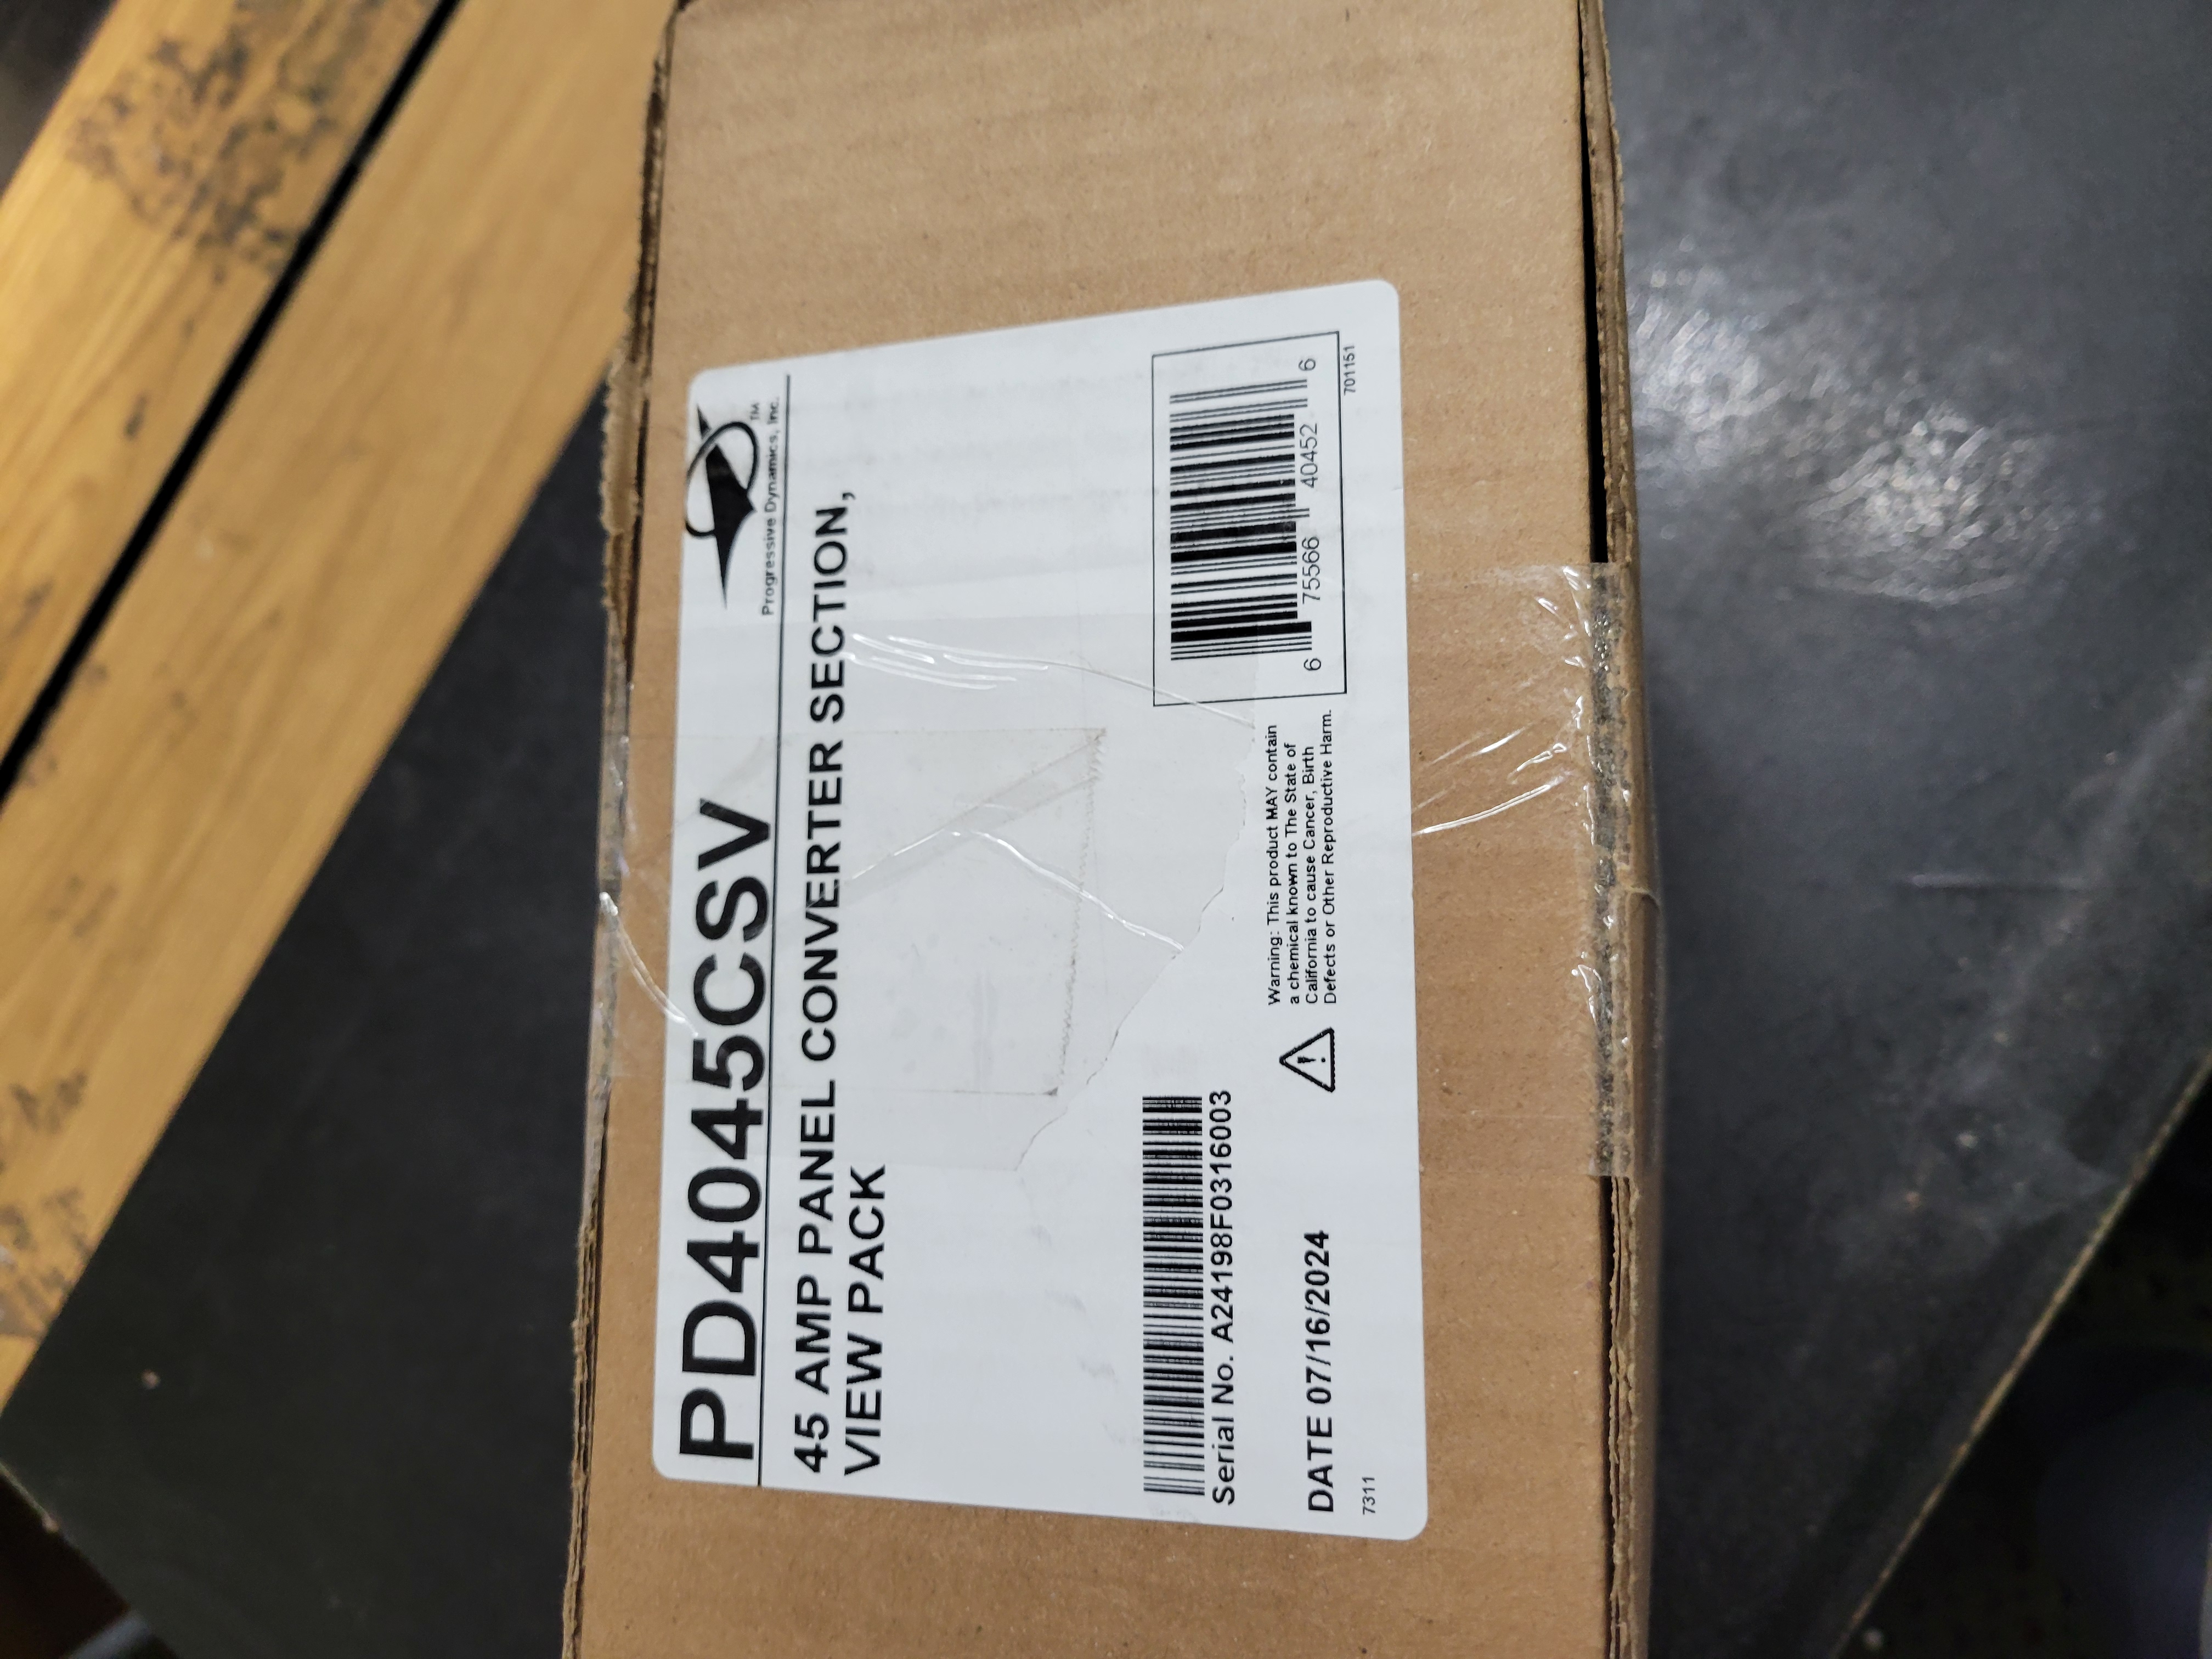 PD4045CSV
TM
Progressive Dynamics, Inc.
45 AMP PANEL CONVERTER SECTION,
VIEW PACK
Serial No. A24198F0316003
DATE 07/16/2024
7311
Warning: This product MAY contain
a chemical known to The State of
California to cause Cancer, Birth
Defects or Other Reproductive Harm.
6 75566 40452 6
701151